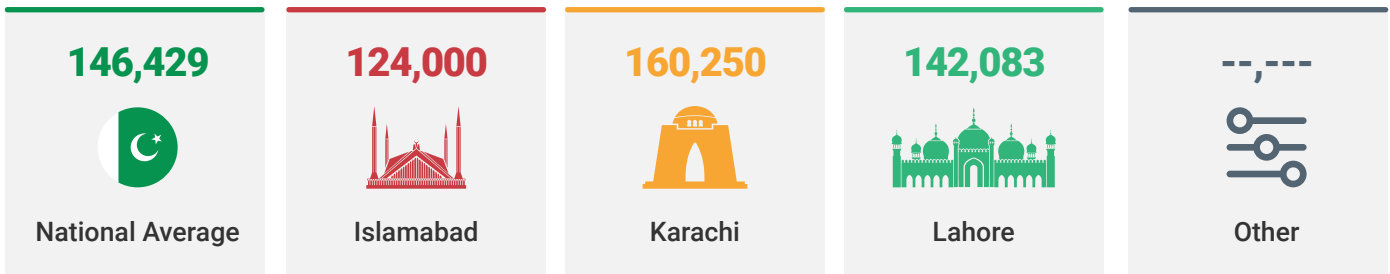 146,429
National Average
124,000
Islamabad
160,250
Karachi
142,083
Lahore
--,---
Other